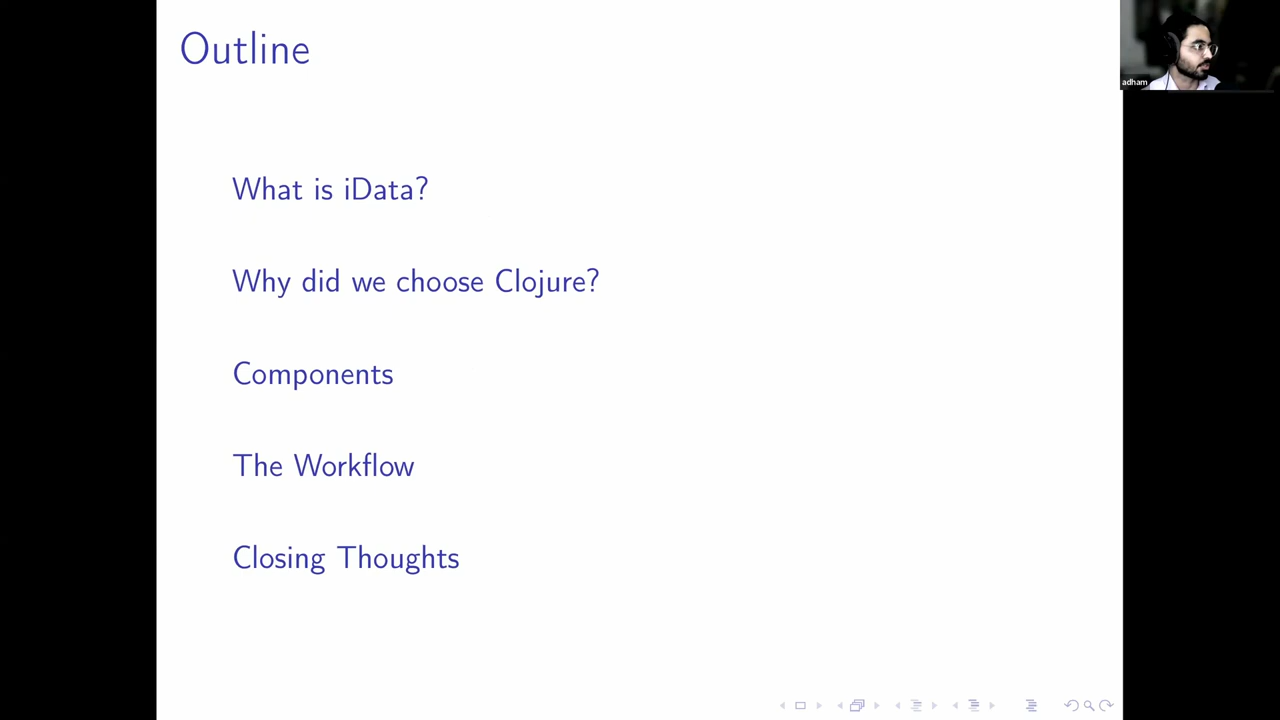 Outline
adham
What is iData?
Why did we choose Clojure?
Components
The Workflow
Closing Thoughts